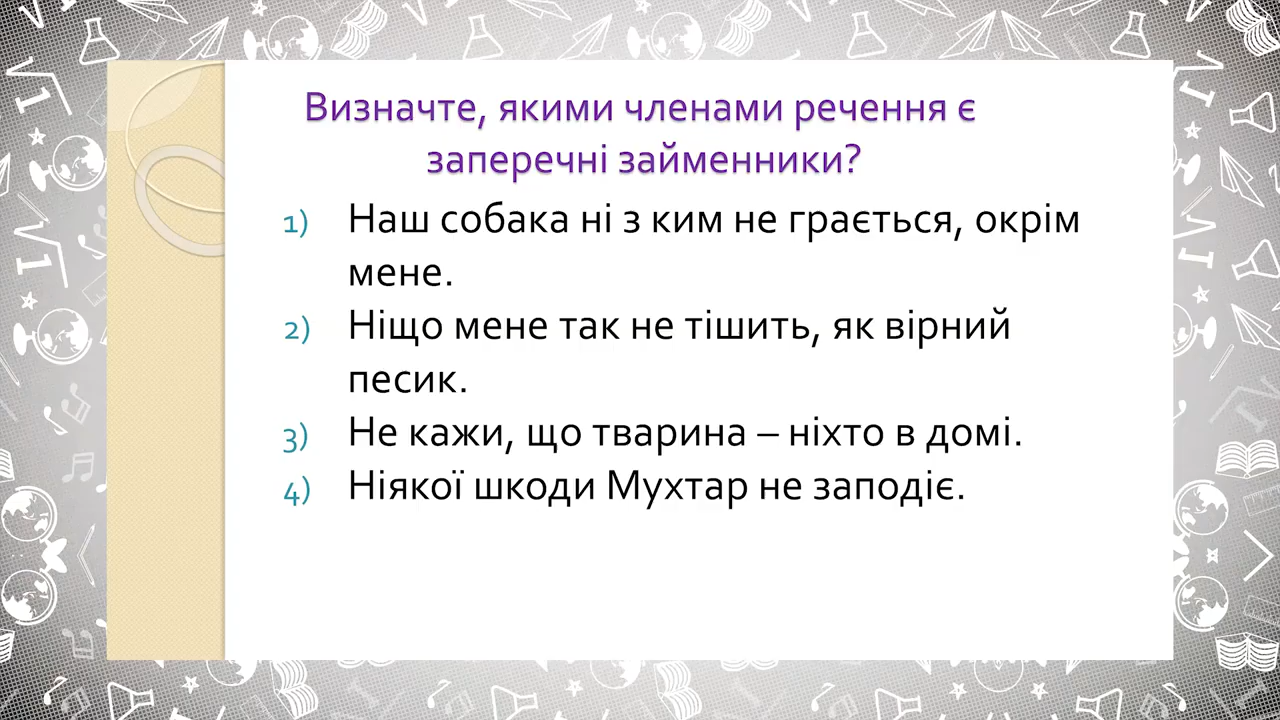 Визначте, якими членами речення є
заперечні займенники?
1) Наш собака ні з ким не грається, окрім
мене.
2) Ніщо мене так не тішить, як вірний
песик.
3) Не кажи, що тварина – ніхто в домі.
4) Ніякої шкоди Мухтар не заподіє.